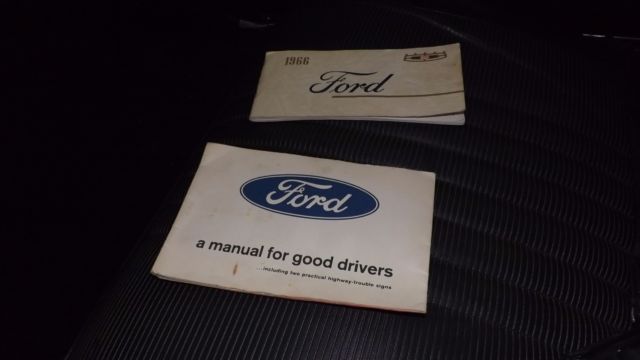 1966
Ford
Ford
a manual for good drivers
...including two practical highway-trouble signs